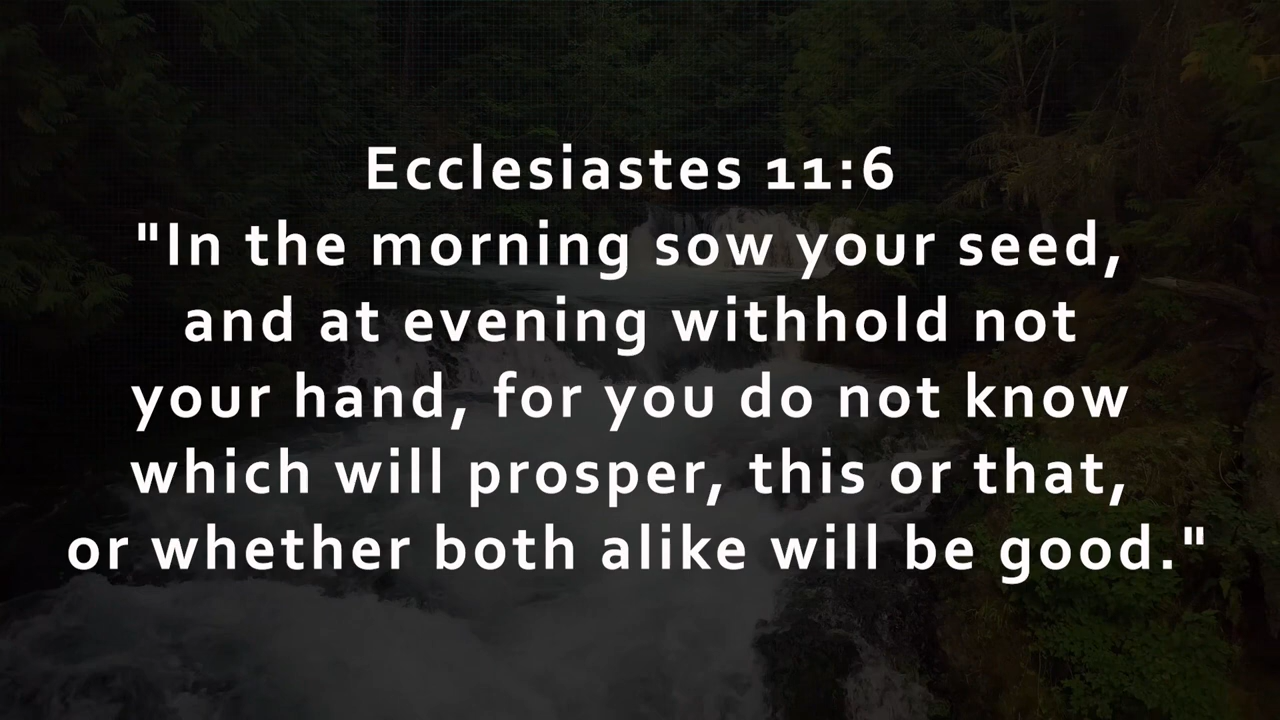 Ecclesiastes 11:6
"In the morning sow your seed,
and at evening withhold not
your hand, for you do not know
which will prosper, this or that,
or whether both alike will be good."